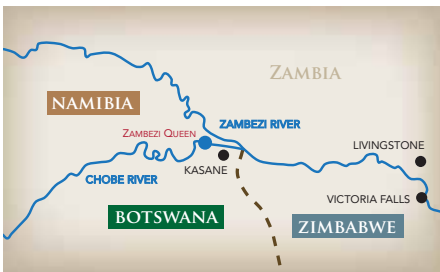 ZAMBIA
NAMIBIA
ZAMBEZI QUEEN
ZAMBEZI RIVER
LIVINGSTONE
KASANE
CHOBE RIVER
VICTORIA FALLS
BOTSWANA
ZIMBABWE